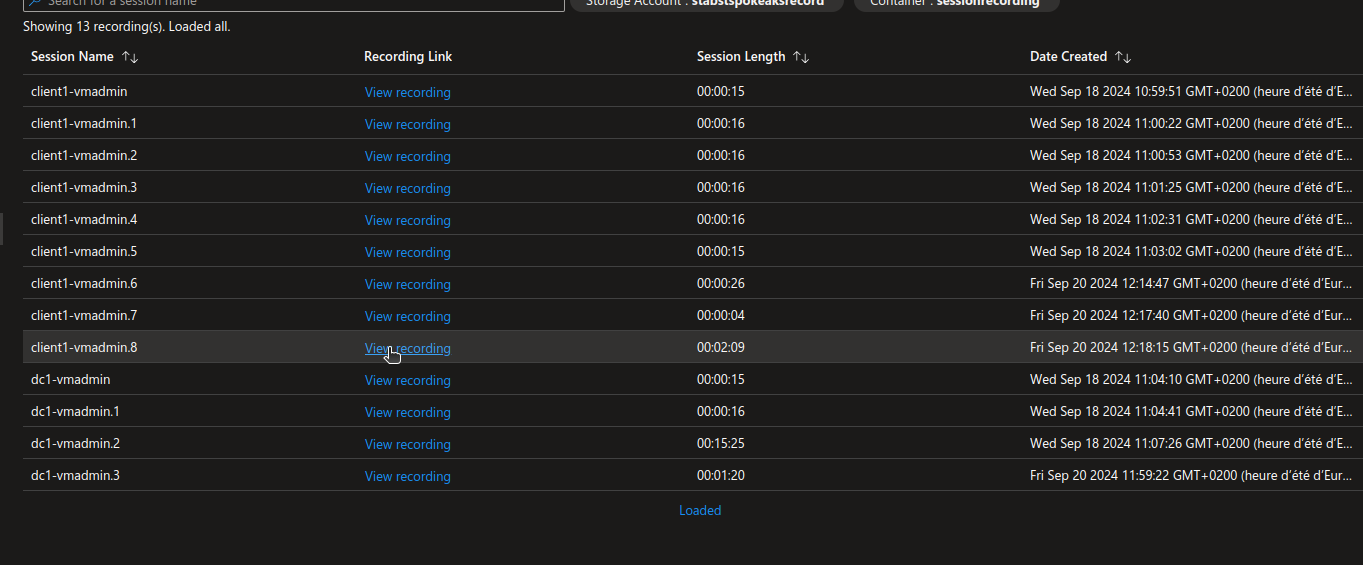 Search for a session name Storage Account : stabstspokeaksrecord Container : sessionrecording
Showing 13 recording(s). Loaded all.
Session Name ↑↓ Recording Link Session Length ↑↓ Date Created ↑↓
client1-vmadmin View recording 00:00:15 Wed Sep 18 2024 10:59:51 GMT+0200 (heure d’été d’E...
client1-vmadmin.1 View recording 00:00:16 Wed Sep 18 2024 11:00:22 GMT+0200 (heure d’été d’E...
client1-vmadmin.2 View recording 00:00:16 Wed Sep 18 2024 11:00:53 GMT+0200 (heure d’été d’E...
client1-vmadmin.3 View recording 00:00:16 Wed Sep 18 2024 11:01:25 GMT+0200 (heure d’été d’E...
client1-vmadmin.4 View recording 00:00:16 Wed Sep 18 2024 11:02:31 GMT+0200 (heure d’été d’E...
client1-vmadmin.5 View recording 00:00:15 Wed Sep 18 2024 11:03:02 GMT+0200 (heure d’été d’E...
client1-vmadmin.6 View recording 00:00:26 Fri Sep 20 2024 12:14:47 GMT+0200 (heure d’été d’Eur...
client1-vmadmin.7 View recording 00:00:04 Fri Sep 20 2024 12:17:40 GMT+0200 (heure d’été d’Eur...
client1-vmadmin.8 View recording 00:02:09 Fri Sep 20 2024 12:18:15 GMT+0200 (heure d’été d’Eur...
dc1-vmadmin View recording 00:00:15 Wed Sep 18 2024 11:04:10 GMT+0200 (heure d’été d’E...
dc1-vmadmin.1 View recording 00:00:16 Wed Sep 18 2024 11:04:41 GMT+0200 (heure d’été d’E...
dc1-vmadmin.2 View recording 00:15:25 Wed Sep 18 2024 11:07:26 GMT+0200 (heure d’été d’E...
dc1-vmadmin.3 View recording 00:01:20 Fri Sep 20 2024 11:59:22 GMT+0200 (heure d’été d’Eur...
Loaded